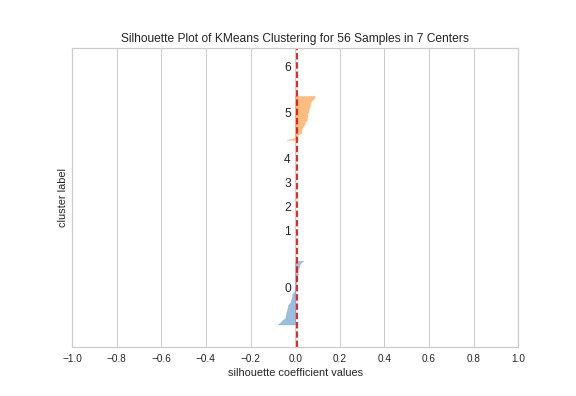 Silhouette Plot of KMeans Clustering for 56 Samples in 7 Centers
6
5
4
3
2
1
0
cluster label
−1.0 −0.8 −0.6 −0.4 −0.2 0.0 0.2 0.4 0.6 0.8 1.0
silhouette coefficient values